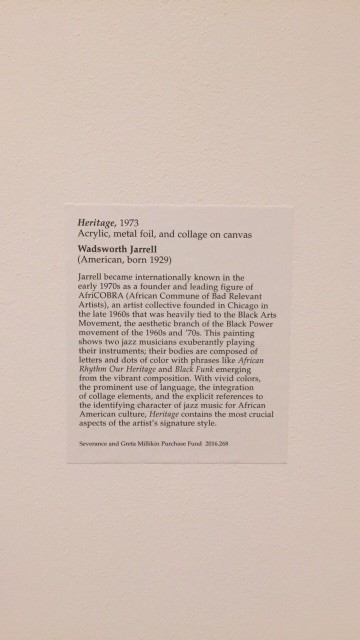 Heritage, 1973
Acrylic, metal foil, and collage on canvas
Wadsworth Jarrell
(American, born 1929)
Jarrell became internationally known in the
early 1970s as a founder and leading figure of
AfriCOBRA (African Commune of Bad Relevant
Artists), an artist collective founded in Chicago in
the late 1960s that was heavily tied to the Black Arts
Movement, the aesthetic branch of the Black Power
movement of the 1960s and '70s. This painting
shows two jazz musicians exuberantly playing
their instruments; their bodies are composed of
letters and dots of color with phrases like African
Rhythm Our Heritage and Black Funk emerging
from the vibrant composition. With vivid colors,
the prominent use of language, the integration
of collage elements, and the explicit references to
the identifying character of jazz music for African
American culture, Heritage contains the most crucial
aspects of the artist's signature style.
Severance and Greta Millikin Purchase Fund 2016.268